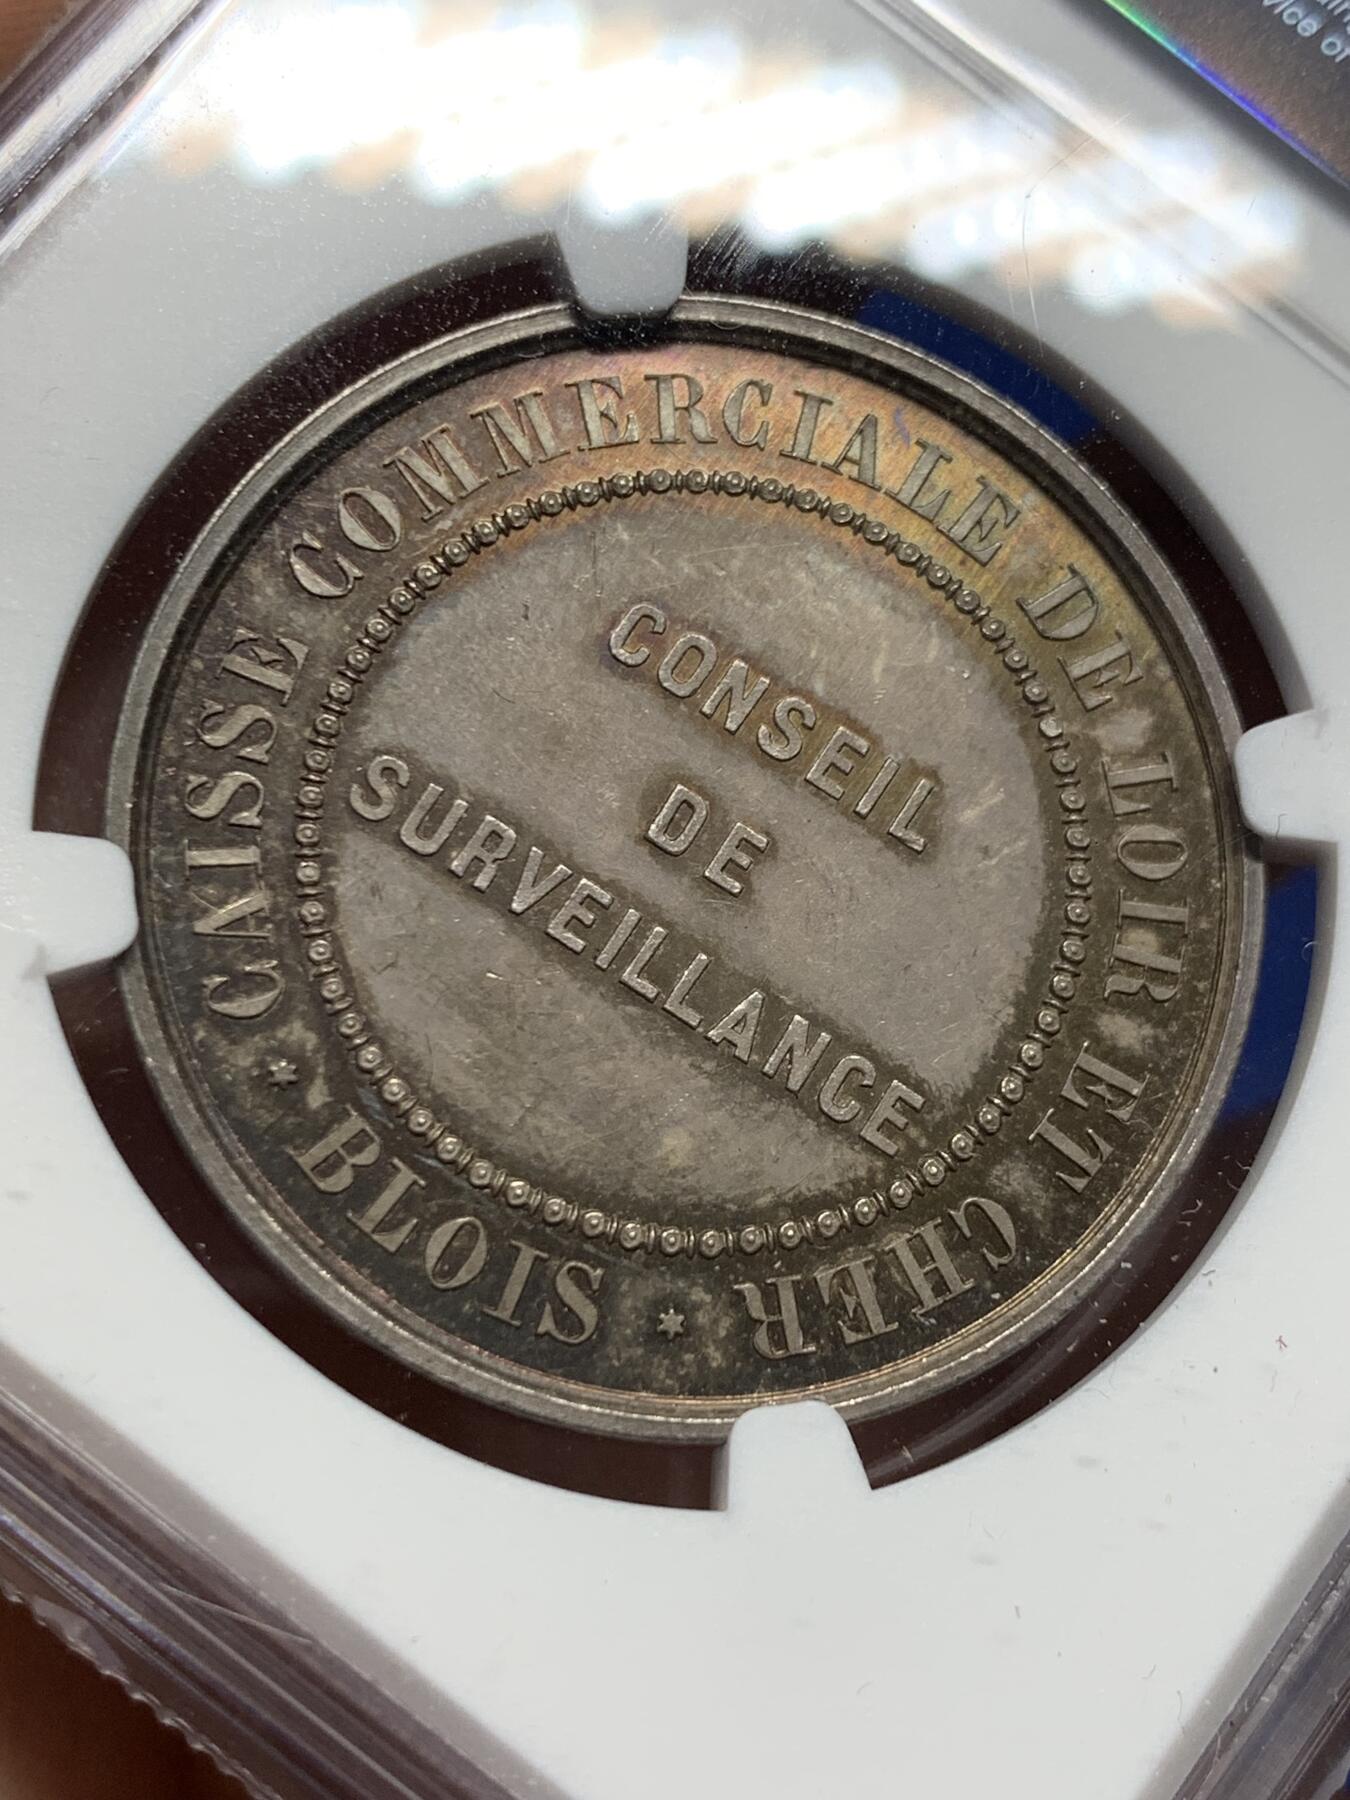 CAISSE COMMERCIALE DE LOIR ET CHER
* BLOIS *
CONSEIL
DE
SURVEILLANCE